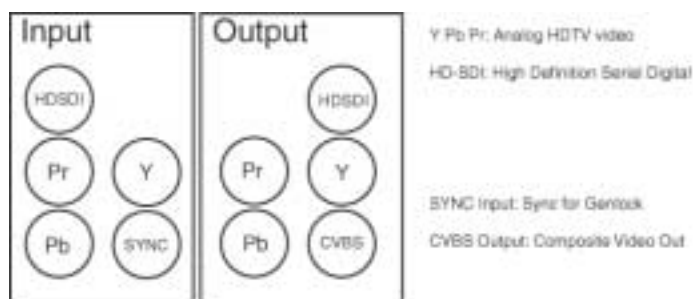 Input
HDSDI
Pr Y
Pb SYNC
Output
HDSDI
Pr Y
Pb CVBS
Y Pb Pr: Analog HDTV video
HD-SDI: High Definition Serial Digital
SYNC Input: Sync for Genlock
CVBS Output: Composite Video Out